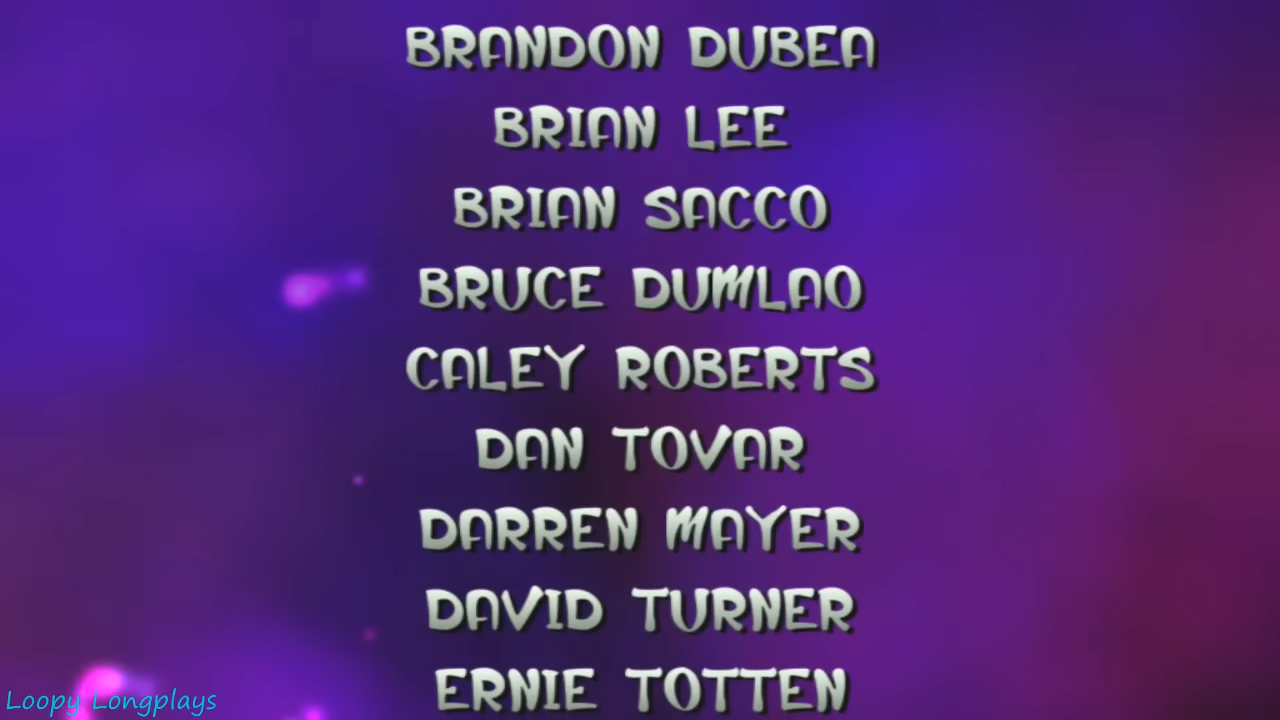 BRANDON DUBEA
BRIAN LEE
BRIAN SACCO
BRUCE DUMLAO
CALEY ROBERTS
DAN TOVAR
DARREN MAYER
DAVID TURNER
ERNIE TOTTEN
Loopy Longplays